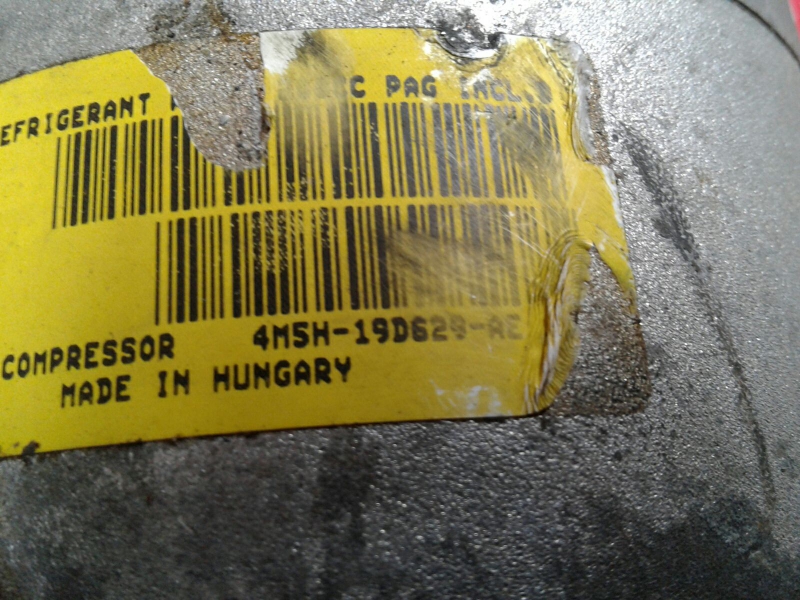 EFRIGERANT C PAG INCL.
COMPRESSOR 4M5H-19D629-AE
MADE IN HUNGARY